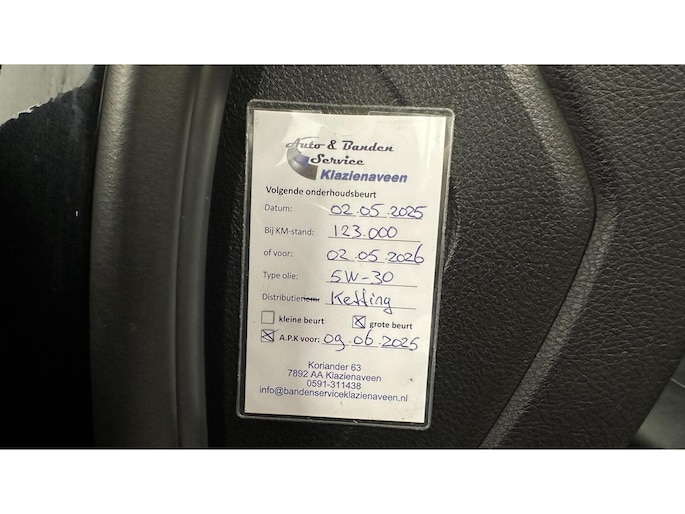 Auto & Banden
Service
Klazienaveen
Volgende onderhoudsbeurt
Datum: 02.05.2025
Bij KM-stand: 123.000
of voor: 02.05.2026
Type olie: 5W-30
Distributieriem: Ketting
kleine beurt grote beurt
A.P.K voor: 09.06.2025
Koriander 63
7892 AA Klazienaveen
0591-311438
info@bandenserviceklazienaveen.nl